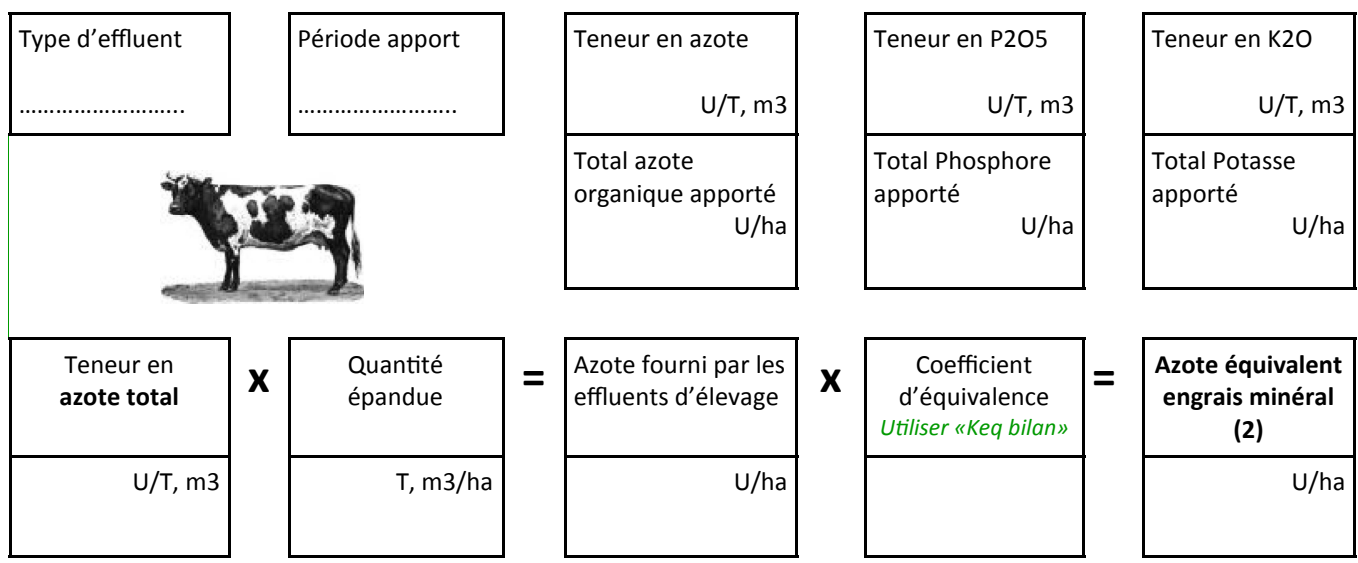 Type d’effluent
……………………...
Période apport
……………………..
Teneur en azote
U/T, m3
Teneur en P2O5
U/T, m3
Teneur en K2O
U/T, m3
Total azote
organique apporté
U/ha
Total Phosphore
apporté
U/ha
Total Potasse
apporté
U/ha
Teneur en
azote total
U/T, m3
x
Quantité
épandue
T, m3/ha
=
Azote fourni par les
effluents d’élevage
U/ha
x
Coefficient
d’équivalence
Utiliser «Keq bilan»
=
Azote équivalent
engrais minéral
(2)
U/ha